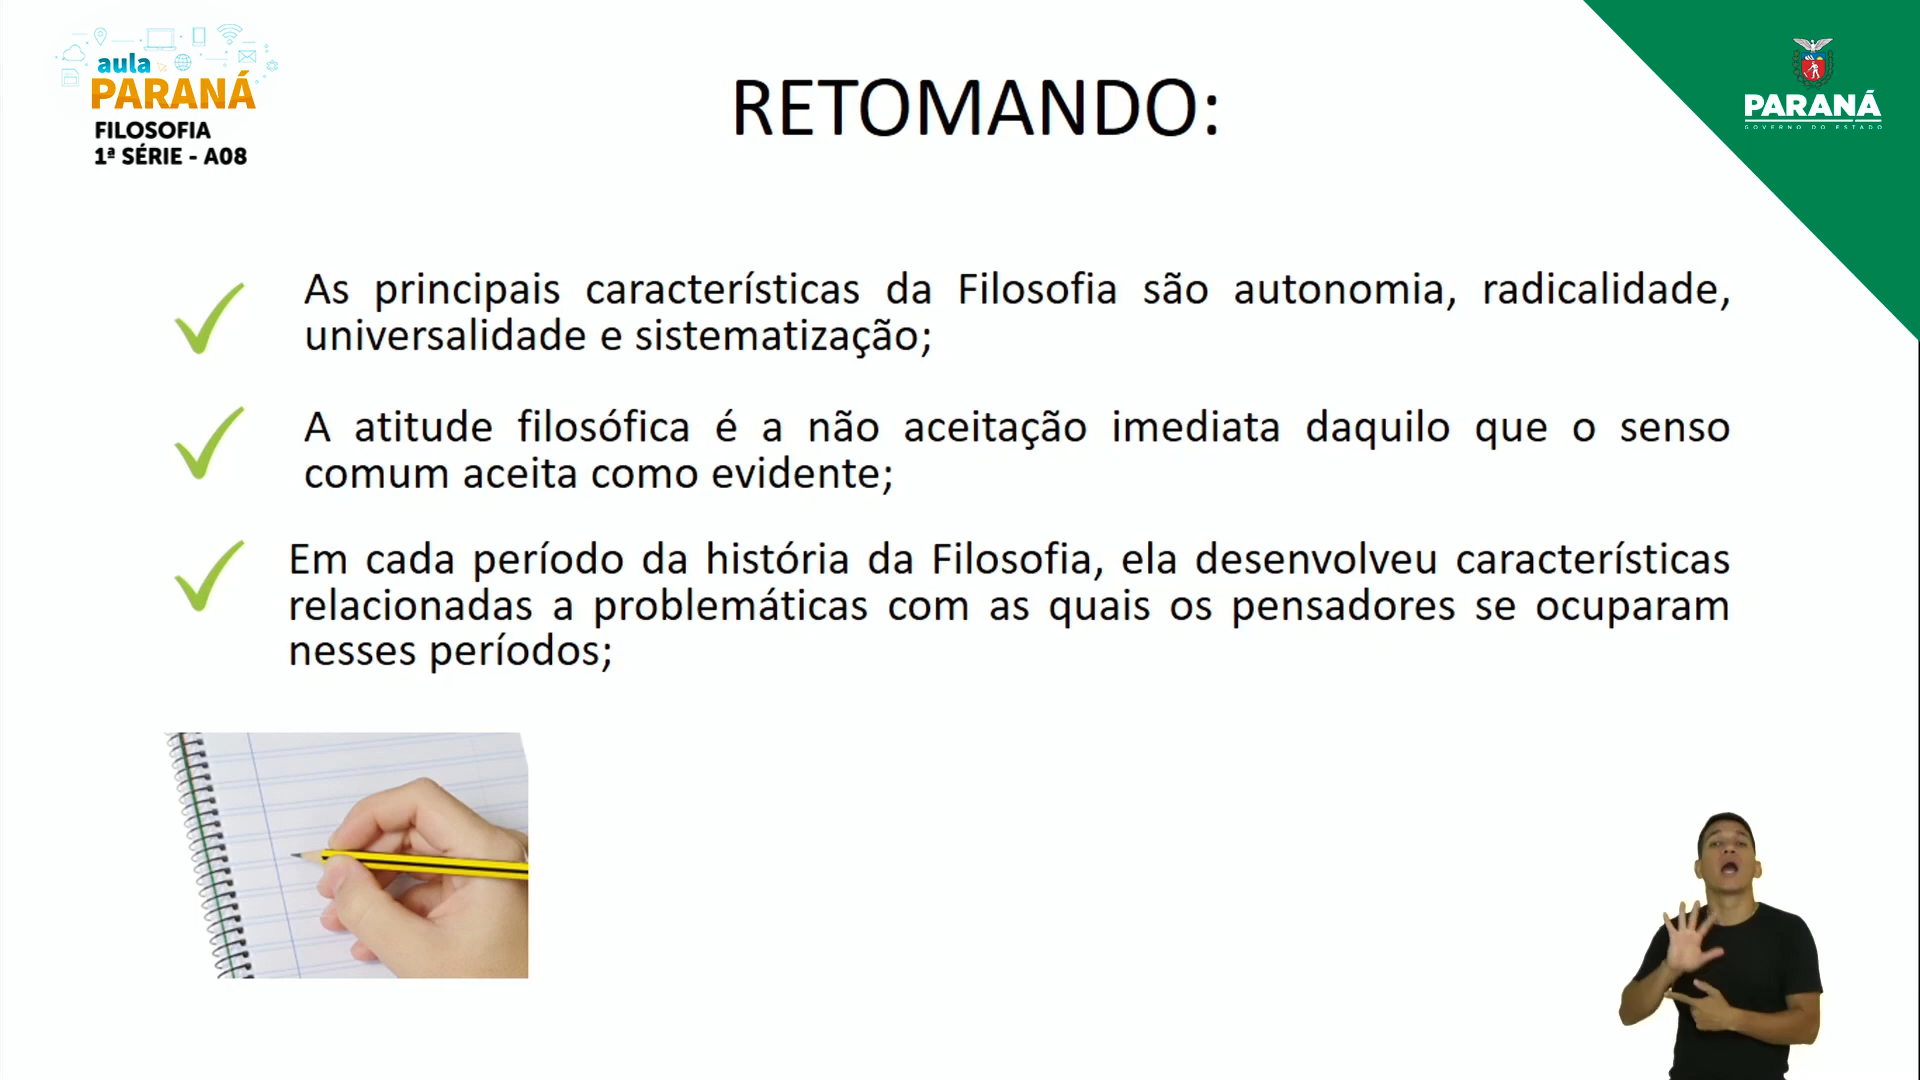 aula
PARANÁ
FILOSOFIA
1ª SÉRIE - A08
RETOMANDO:
PARANÁ
GOVERNO DO ESTADO
As principais características da Filosofia são autonomia, radicalidade,
universalidade e sistematização;
A atitude filosófica é a não aceitação imediata daquilo que o senso
comum aceita como evidente;
Em cada período da história da Filosofia, ela desenvolveu características
relacionadas a problemáticas com as quais os pensadores se ocuparam
nesses períodos;